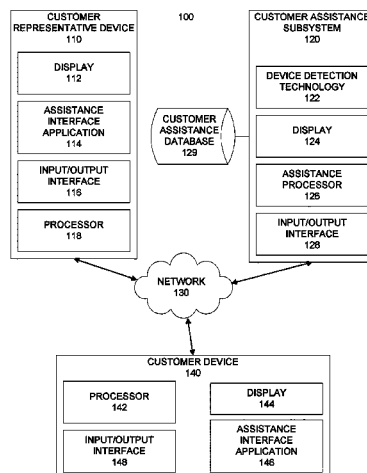 100
CUSTOMER
REPRESENTATIVE DEVICE
110
DISPLAY
112
ASSISTANCE
INTERFACE
APPLICATION
114
INPUT/OUTPUT
INTERFACE
116
PROCESSOR
118
CUSTOMER ASSISTANCE
SUBSYSTEM
120
DEVICE DETECTION
TECHNOLOGY
122
DISPLAY
124
ASSISTANCE
PROCESSOR
126
INPUT/OUTPUT
INTERFACE
128
CUSTOMER
ASSISTANCE
DATABASE
129
NETWORK
130
CUSTOMER DEVICE
140
PROCESSOR
142
DISPLAY
144
INPUT/OUTPUT
INTERFACE
148
ASSISTANCE
INTERFACE
APPLICATION
146